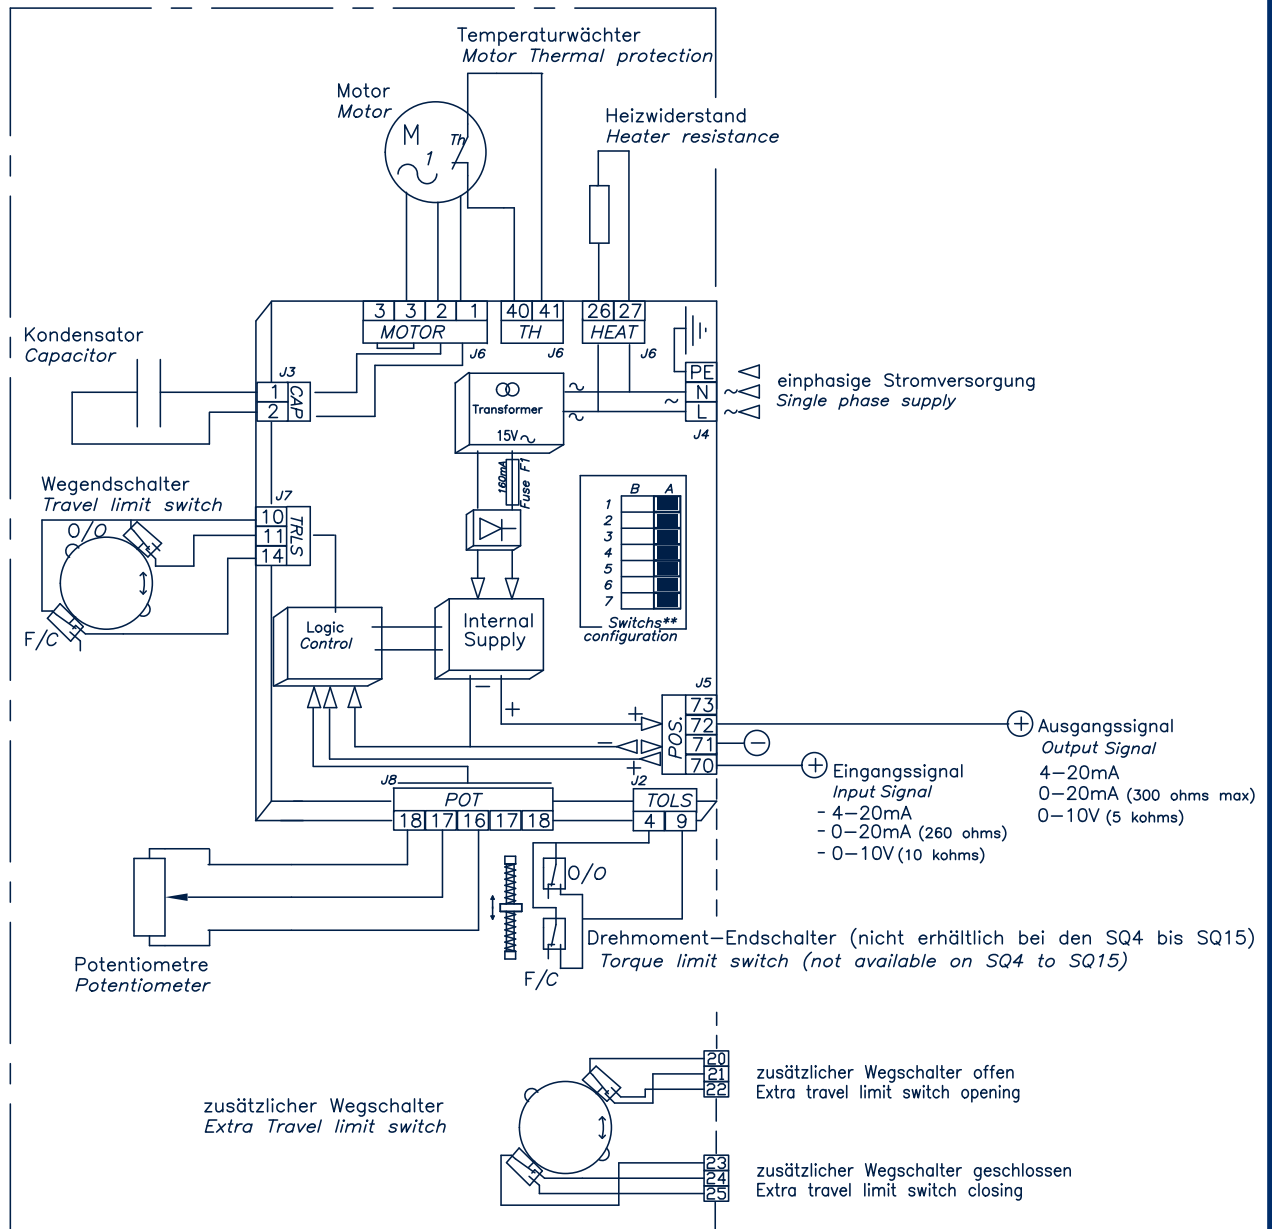 Temperaturwächter
Motor Thermal protection
Motor
Motor
M
1
Th
Heizwiderstand
Heater resistance
3 3 2 1
MOTOR
J6
40 41
TH
J6
26 27
HEAT
J6
Kondensator
Capacitor
J3
1
2
CAP
Transformer
15V~
~
~
~
PE
N
L
J4
~
~
einphasige Stromversorgung
Single phase supply
160mA
Fuse F1
Wegendschalter
Travel limit switch
O/O
F/C
J7
10
11
14
TRLS
B A
1
2
3
4
5
6
7
Switchs**
configuration
Logic
Control
Internal
Supply
−
+
+
−
+
J5
POS.
73
72
71
70
+
−
+
Ausgangssignal
Output Signal
4−20mA
0−20mA (300 ohms max)
0−10V (5 kohms)
Eingangssignal
Input Signal
- 4−20mA
- 0−20mA (260 ohms)
- 0−10V (10 kohms)
J8
POT
18 17 16 17 18
J2
TOLS
4 9
O/O
F/C
Drehmoment−Endschalter (nicht erhältlich bei den SQ4 bis SQ15)
Torque limit switch (not available on SQ4 to SQ15)
Potentiometre
Potentiometer
zusätzlicher Wegschalter
Extra Travel limit switch
20
21
22
zusätzlicher Wegschalter offen
Extra travel limit switch opening
23
24
25
zusätzlicher Wegschalter geschlossen
Extra travel limit switch closing